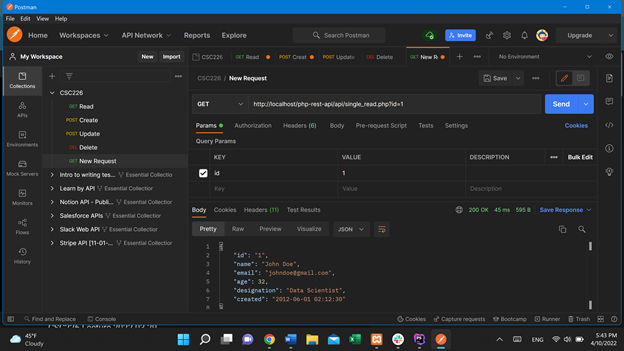 Postman
File Edit View Help
Home Workspaces API Network Reports Explore Search Postman Invite Upgrade
My Workspace New Import CSC226 GET Read POST Creat POST Update DEL Delete GET New R No Environment
Collections
APIs
Environments
Mock Servers
Monitors
Flows
History
CSC226
GET Read
POST Create
POST Update
DEL Delete
GET New Request
Intro to writing tes... Essential Collectio
Learn by API Essential Collection
Notion API - Publi... Essential Collecti
Salesforce APIs Essential Collection
Slack Web API Essential Collection
Stripe API [11-01-... Essential Collectio
CSC226 / New Request Save
GET http://localhost/php-rest-api/api/single_read.php?id=1 Send
Params Authorization Headers (6) Body Pre-request Script Tests Settings Cookies
Query Params
KEY VALUE DESCRIPTION Bulk Edit
id 1
Key Value Description
Body Cookies Headers (11) Test Results 200 OK 45 ms 595 B Save Response
Pretty Raw Preview Visualize JSON
1 {
2 "id": "1",
3 "name": "John Doe",
4 "email": "johndoe@gmail.com",
5 "age": 32,
6 "designation": "Data Scientist",
7 "created": "2012-06-01 02:12:30"
8 }
Find and Replace Console Cookies Capture requests Bootcamp Runner Trash
45°F
Cloudy
ENG
5:43 PM
4/10/2022